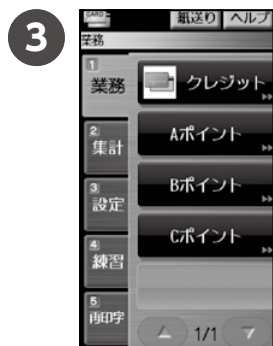 3
CARD
紙送り ヘルプ
業務
1
業務
クレジット
2
集計
Aポイント
3
設定
Bポイント
4
練習
Cポイント
5
再印字
1/1